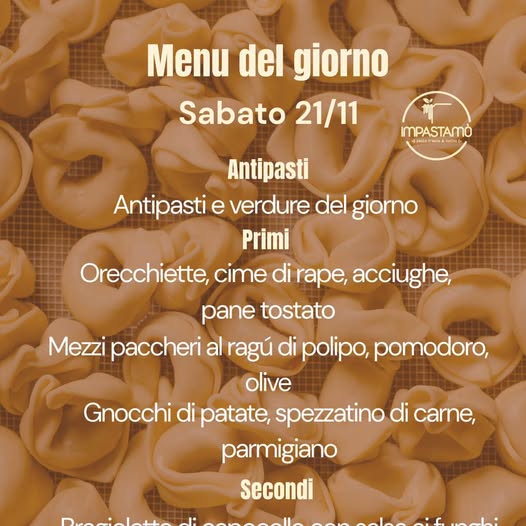 Menu del giorno
Sabato 21/11
IMPASTAMÒ
Antipasti
Antipasti e verdure del giorno
Primi
Orecchiette, cime di rape, acciughe,
pane tostato
Mezzi paccheri al ragú di polipo, pomodoro,
olive
Gnocchi di patate, spezzatino di carne,
parmigiano
Secondi